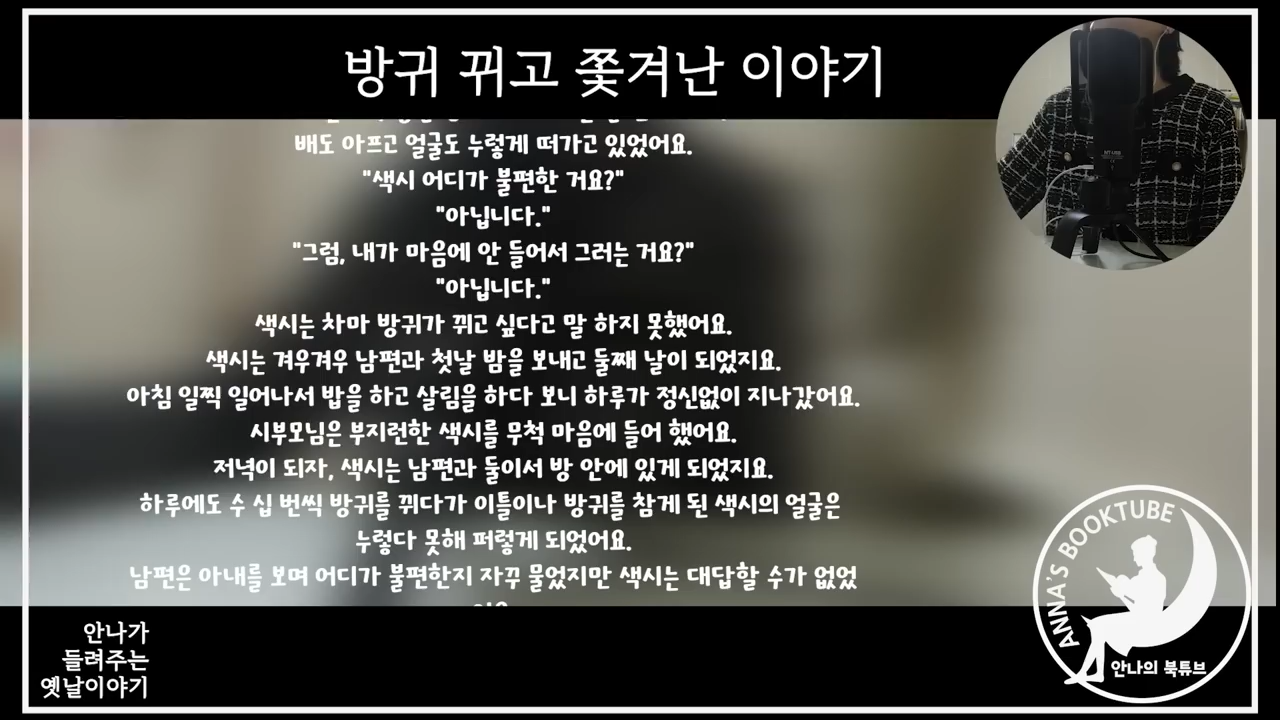 방귀 뀌고 쫓겨난 이야기
배도 아프고 얼굴도 누렇게 떠가고 있었어요.
"색시 어디가 불편한 거요?"
"아닙니다."
"그럼, 내가 마음에 안 들어서 그러는 거요?"
"아닙니다."
색시는 차마 방귀가 뀌고 싶다고 말 하지 못했어요.
색시는 겨우겨우 남편과 첫날 밤을 보내고 둘째 날이 되었지요.
아침 일찍 일어나서 밥을 하고 살림을 하다 보니 하루가 정신없이 지나갔어요.
시부모님은 부지런한 색시를 무척 마음에 들어 했어요.
저녁이 되자, 색시는 남편과 둘이서 방 안에 있게 되었지요.
하루에도 수 십 번씩 방귀를 뀌다가 이틀이나 방귀를 참게 된 색시의 얼굴은
누렇다 못해 퍼렇게 되었어요.
남편은 아내를 보며 어디가 불편한지 자꾸 물었지만 색시는 대답할 수가 없었
안나가
들려주는
옛날이야기
ANNA'S BOOKTUBE
안나의 북튜브